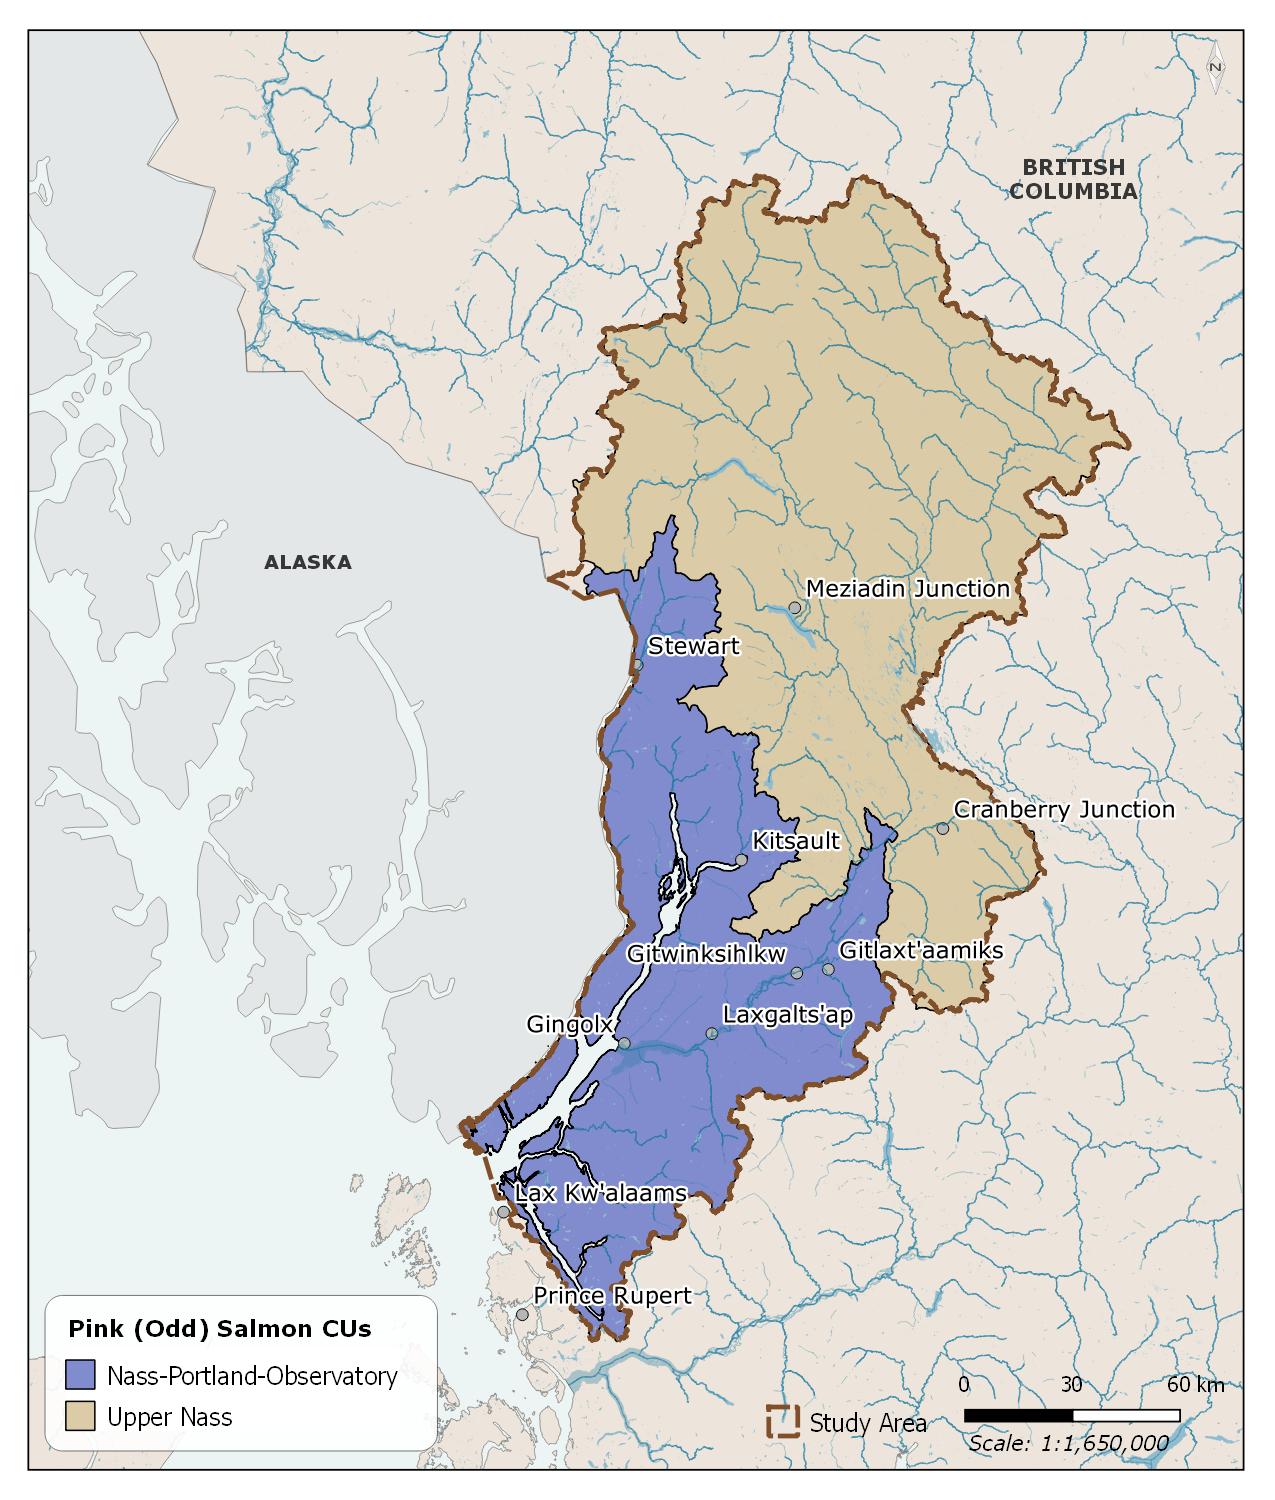 N
BRITISH
COLUMBIA
ALASKA
Meziadin Junction
Stewart
Cranberry Junction
Kitsault
Gitwinksihlkw
Gitlaxt'aamiks
Laxgalts'ap
Gingolx
Lax Kw'alaams
Prince Rupert
Pink (Odd) Salmon CUs
Nass-Portland-Observatory
Upper Nass
Study Area
0 30 60 km
Scale: 1:1,650,000